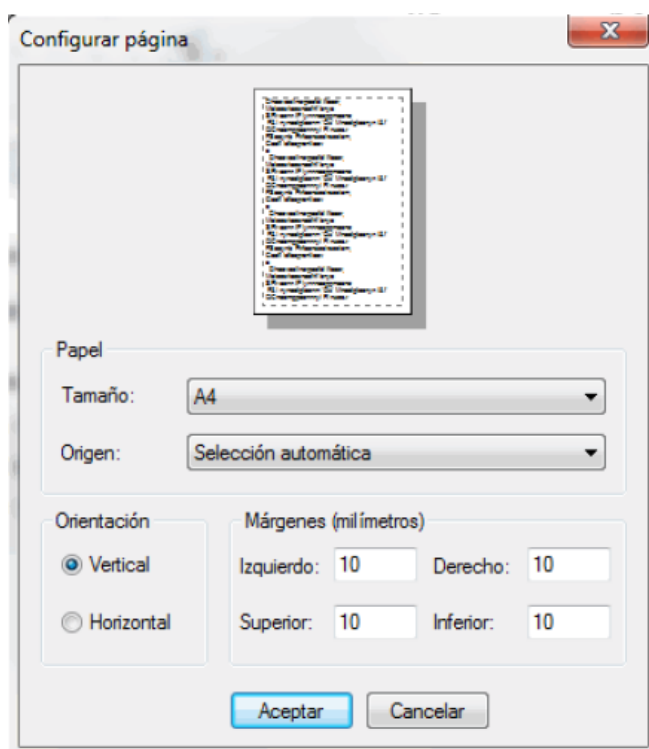 Configurar página
Papel
Tamaño: A4
Origen: Selección automática
Orientación
Vertical
Horizontal
Márgenes (milímetros)
Izquierdo: 10 Derecho: 10
Superior: 10 Inferior: 10
Aceptar Cancelar